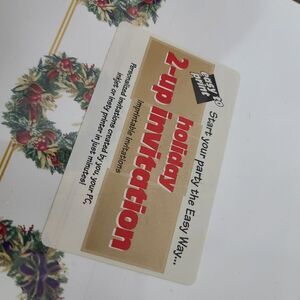 easy print
Start your party the Easy Way...
holiday
2-up invitation
Imprintable invitations
Personalized invitations created by you, your PC,
inkjet or insty printer in just minutes!